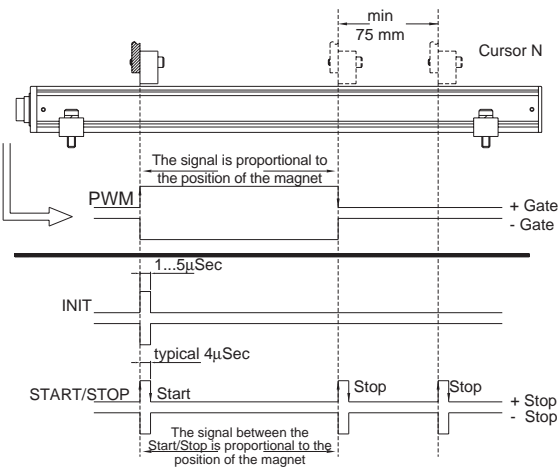 min
75 mm
Cursor N
The signal is proportional to
the position of the magnet
PWM
+ Gate
- Gate
1...5μSec
INIT
typical 4μSec
START/STOP
Start
Stop
Stop
+ Stop
- Stop
The signal between the
Start/Stop is proportional to the
position of the magnet